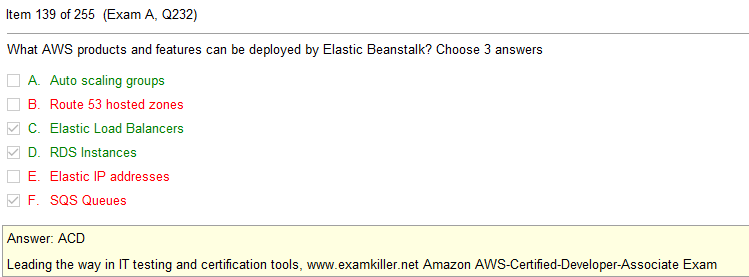 Item 139 of 255 (Exam A, Q232)
What AWS products and features can be deployed by Elastic Beanstalk? Choose 3 answers
A. Auto scaling groups
B. Route 53 hosted zones
C. Elastic Load Balancers
D. RDS Instances
E. Elastic IP addresses
F. SQS Queues
Answer: ACD
Leading the way in IT testing and certification tools, www.examkiller.net Amazon AWS-Certified-Developer-Associate Exam